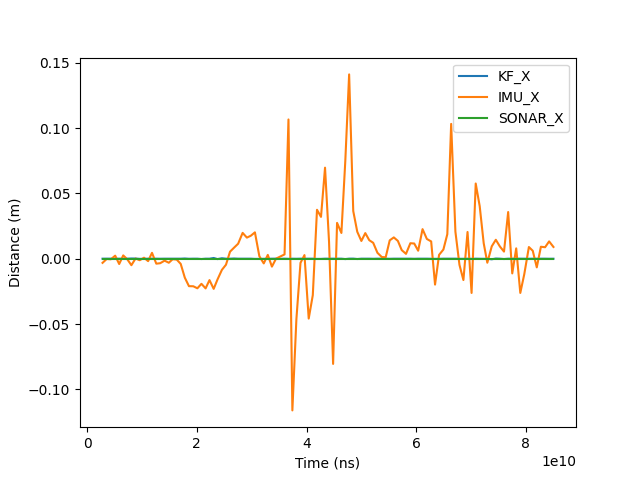 KF_X
IMU_X
SONAR_X
0.15
0.10
0.05
0.00
−0.05
−0.10
Distance (m)
0
2
4
6
8
1e10
Time (ns)